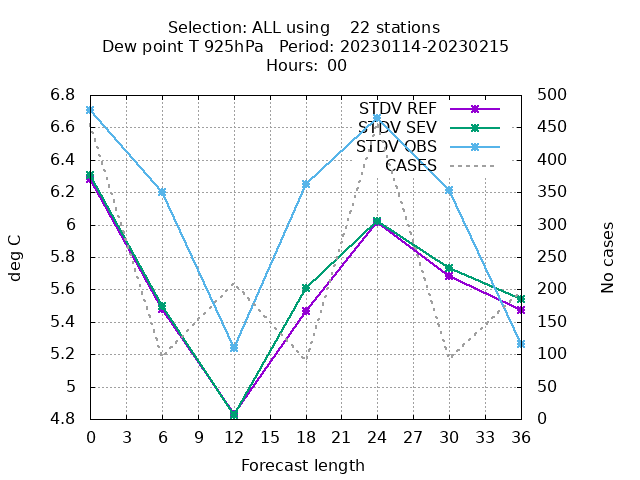 Selection: ALL using    22 stations
Dew point T 925hPa   Period: 20230114-20230215
Hours: 00
STDV REF
STDV SEV
STDV OBS
CASES
6.8
6.6
6.4
6.2
6
5.8
5.6
5.4
5.2
5
4.8
500
450
400
350
300
250
200
150
100
50
0
deg C
No cases
0 3 6 9 12 15 18 21 24 27 30 33 36
Forecast length